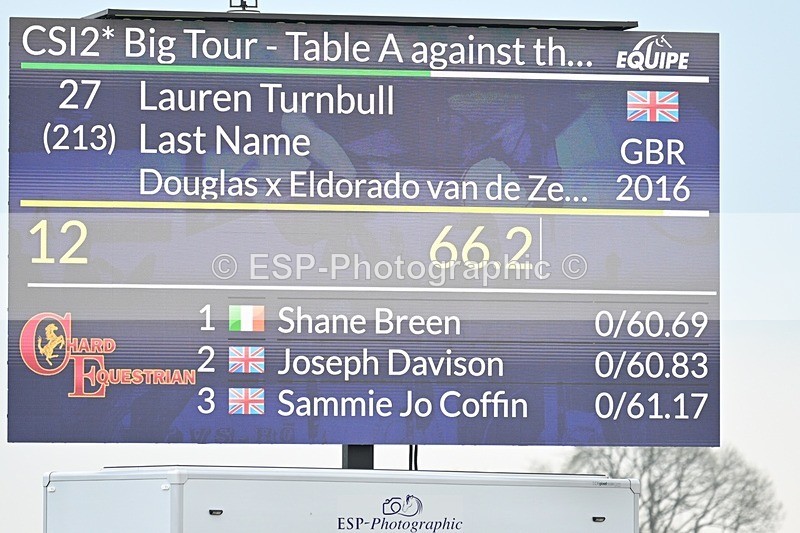 CSI2* Big Tour - Table A against th...
EQUIPE
27 Lauren Turnbull
(213) Last Name GBR
Douglas x Eldorado van de Ze... 2016
12 66.2
© ESP-Photographic ©
1 Shane Breen 0/60.69
2 Joseph Davison 0/60.83
3 Sammie Jo Coffin 0/61.17
CHARD
EQUESTRIAN
ESP-Photographic